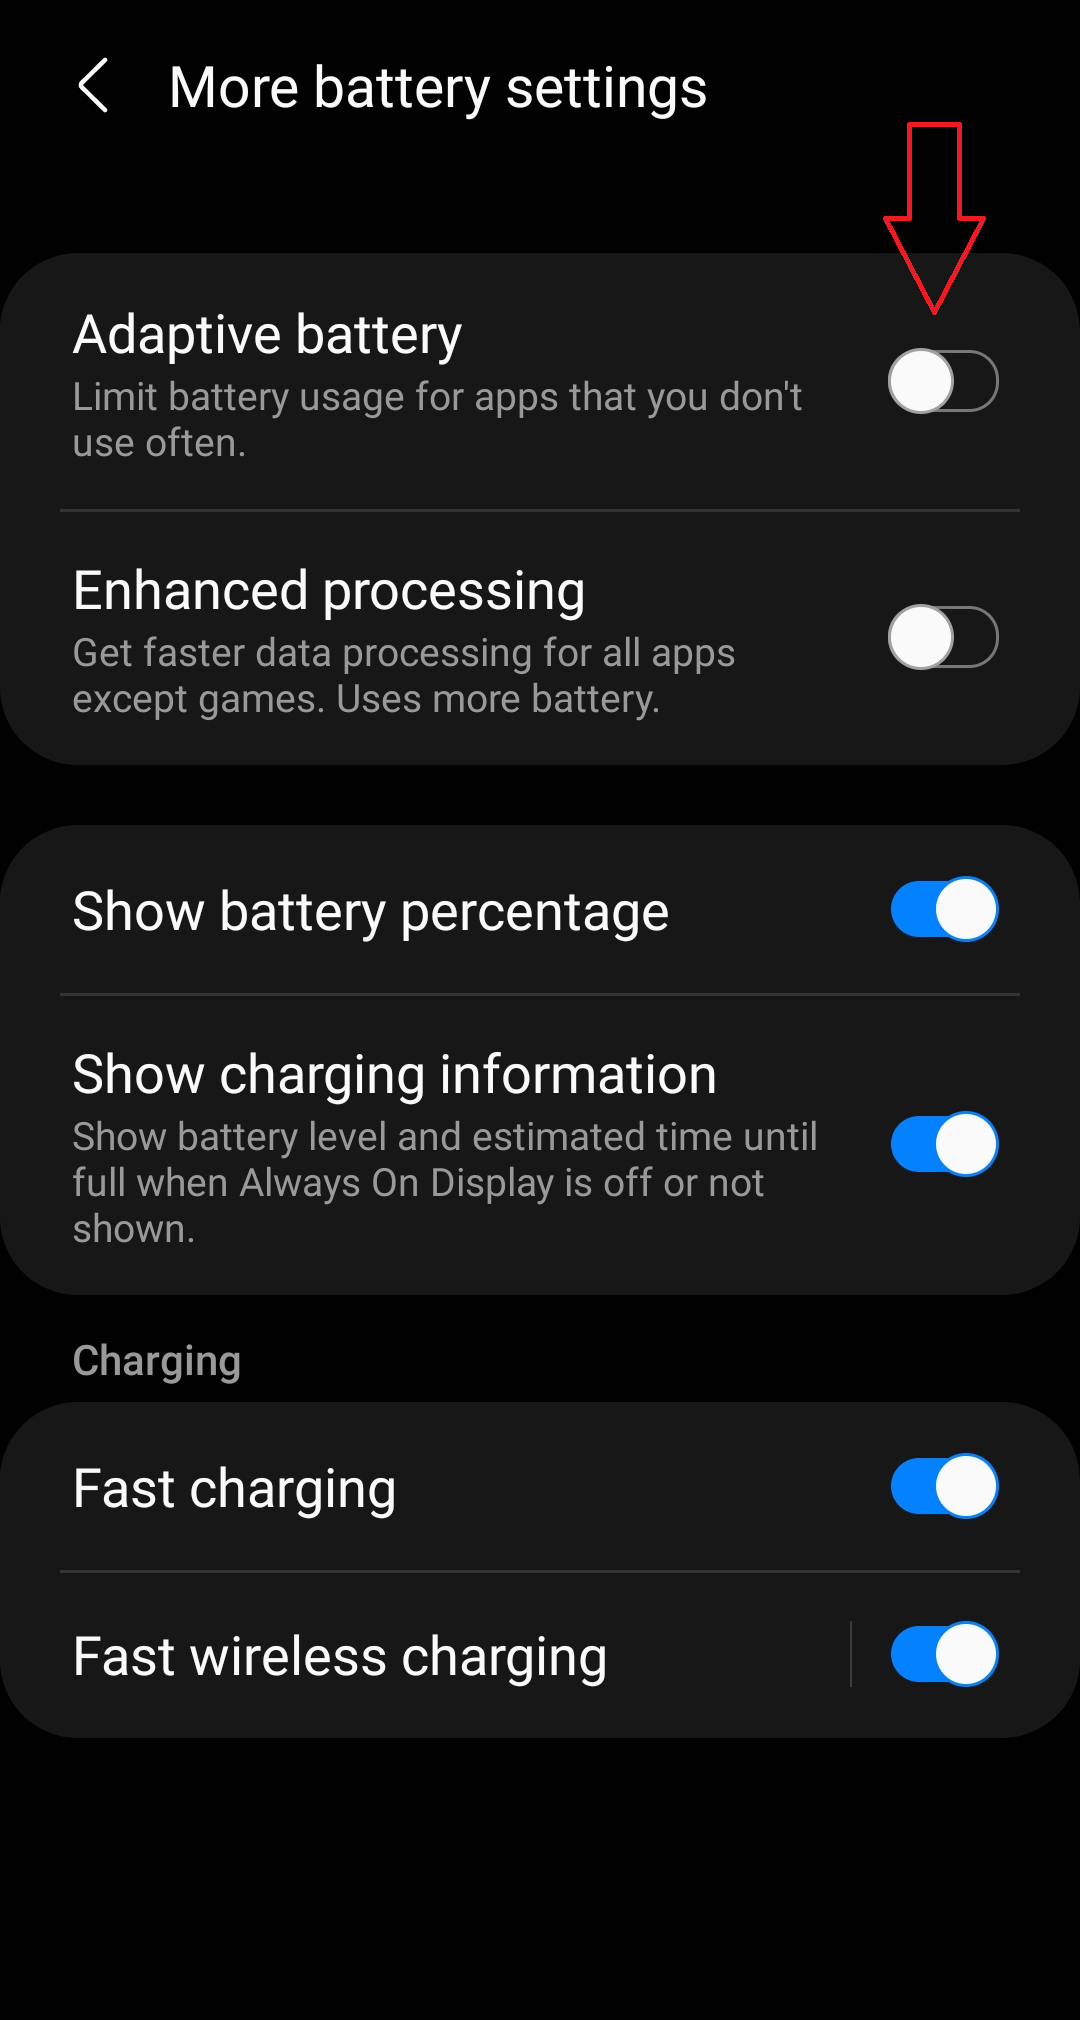 More battery settings
Adaptive battery
Limit battery usage for apps that you don't
use often.
Enhanced processing
Get faster data processing for all apps
except games. Uses more battery.
Show battery percentage
Show charging information
Show battery level and estimated time until
full when Always On Display is off or not
shown.
Charging
Fast charging
Fast wireless charging